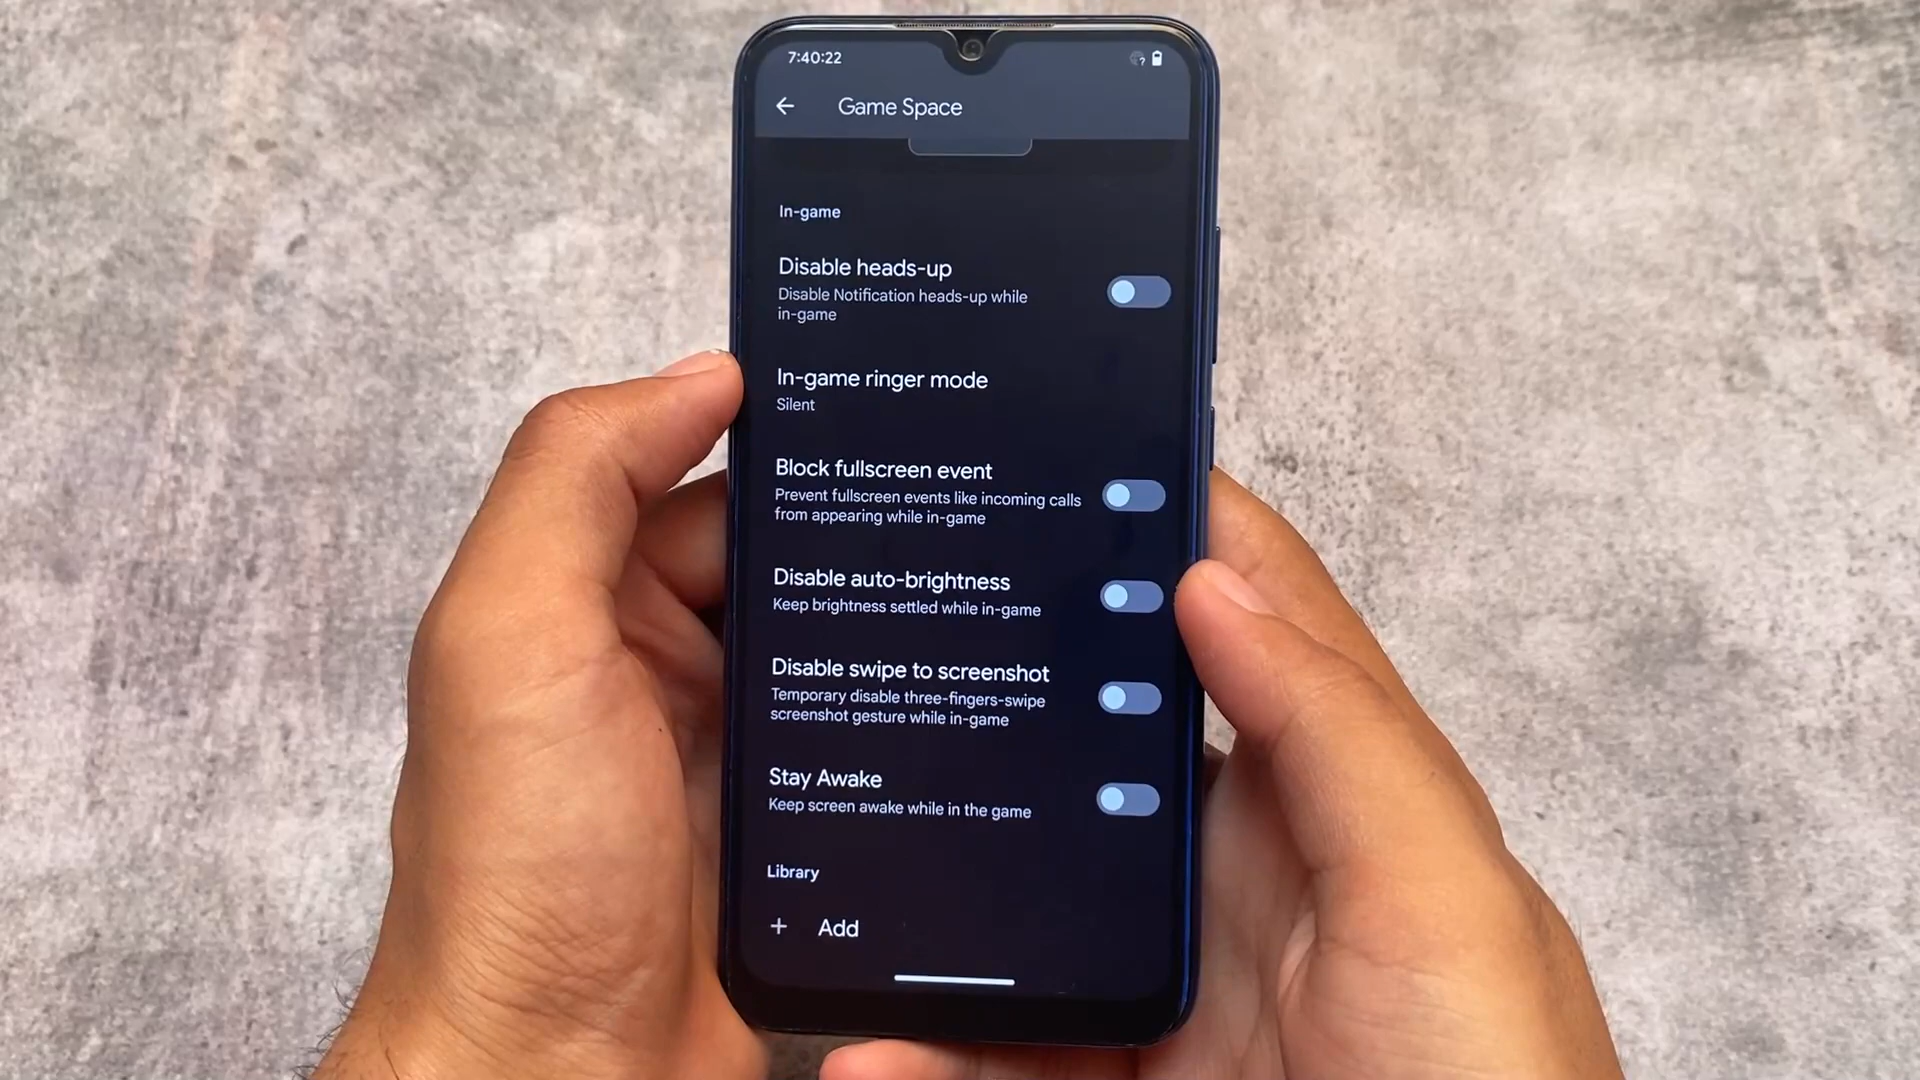 7:40:22
Game Space
In-game
Disable heads-up
Disable Notification heads-up while
in-game
In-game ringer mode
Silent
Block fullscreen event
Prevent fullscreen events like incoming calls
from appearing while in-game
Disable auto-brightness
Keep brightness settled while in-game
Disable swipe to screenshot
Temporary disable three-fingers-swipe
screenshot gesture while in-game
Stay Awake
Keep screen awake while in the game
Library
+ Add